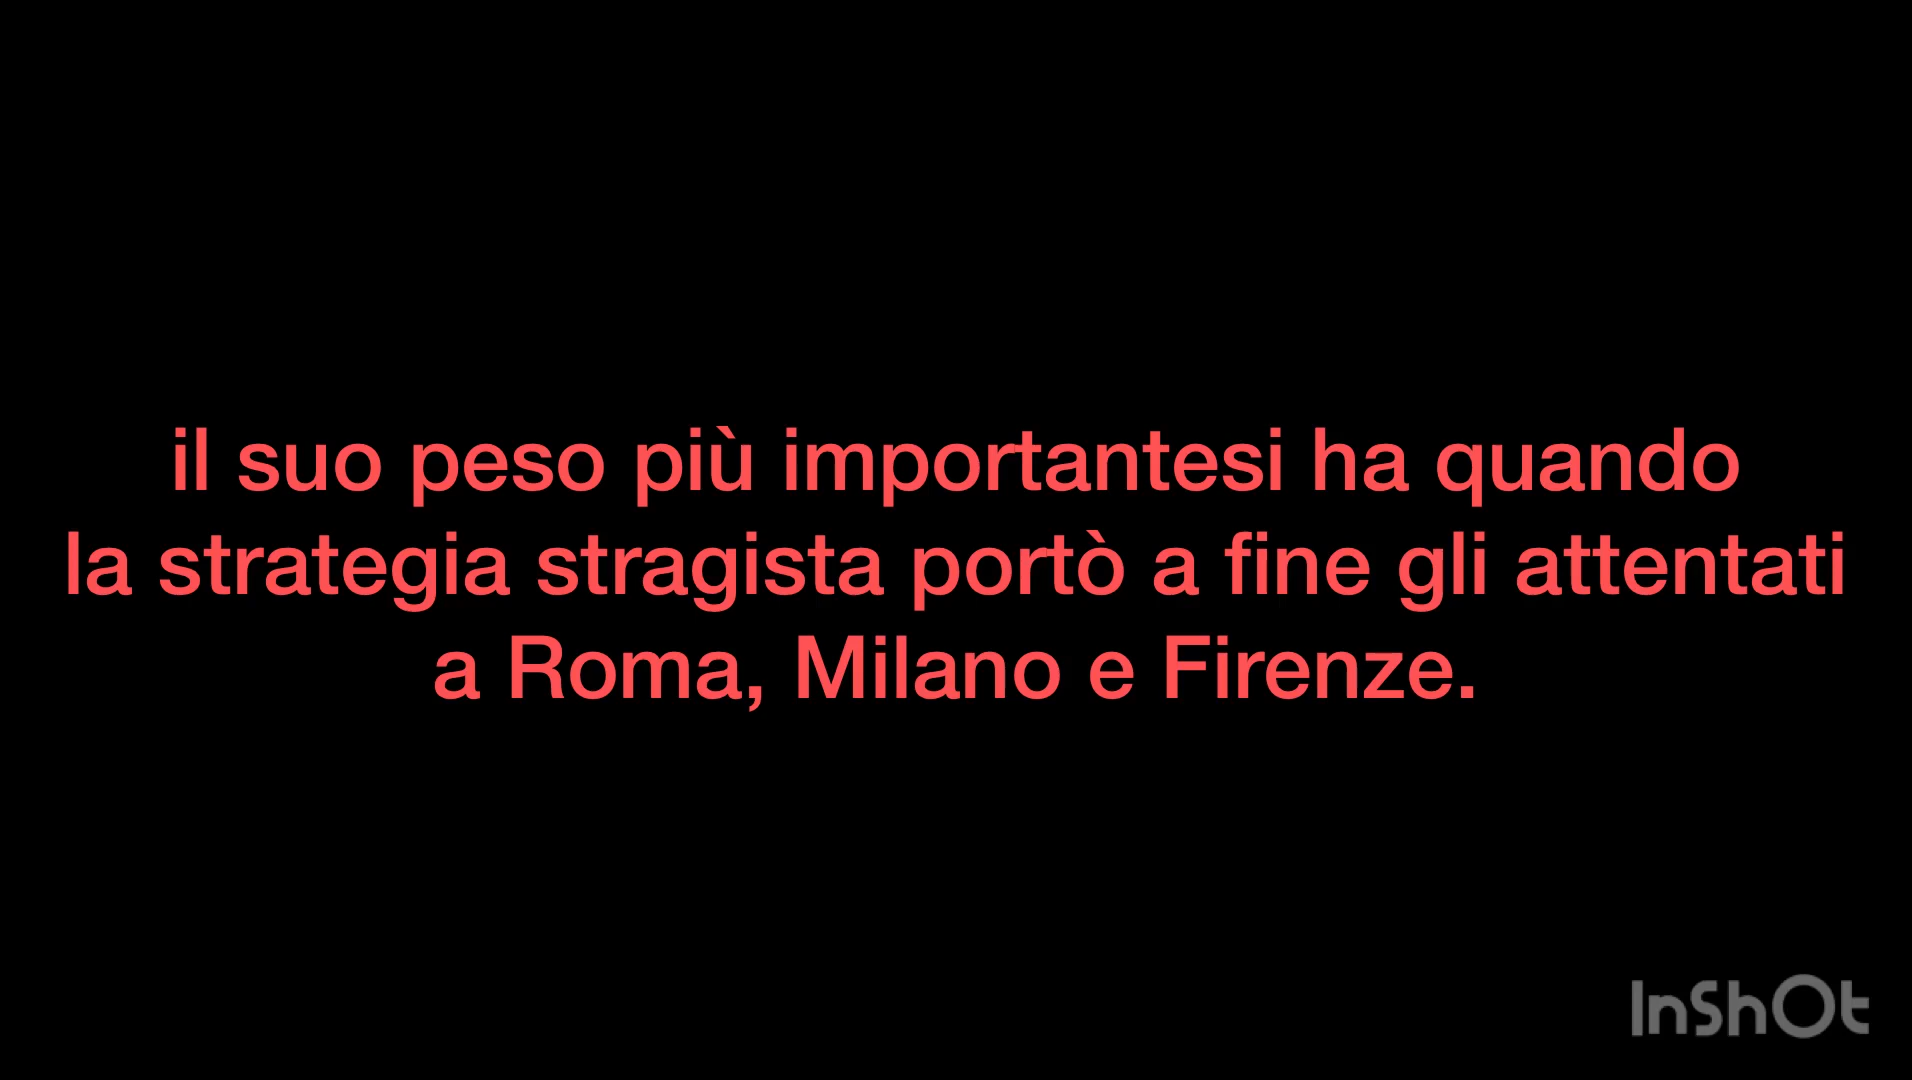 il suo peso più importantesi ha quando
la strategia stragista portò a fine gli attentati
a Roma, Milano e Firenze.
InShOt